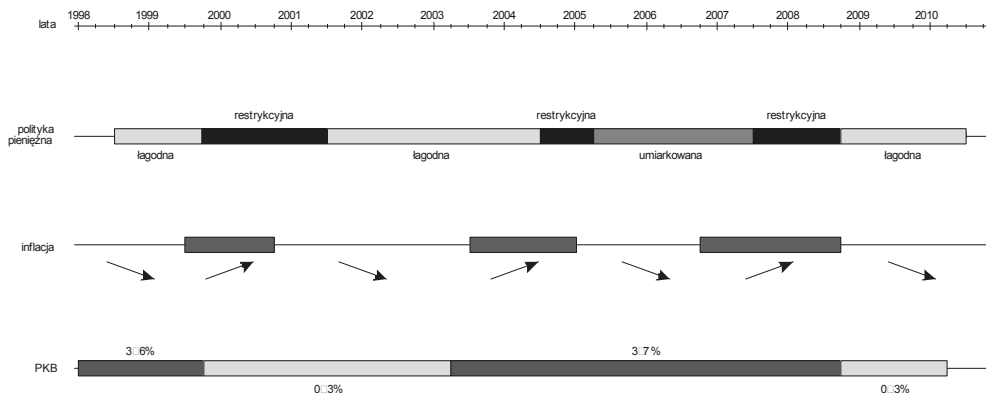 lata 1998 1999 2000 2001 2002 2003 2004 2005 2006 2007 2008 2009 2010
restrykcyjna restrykcyjna restrykcyjna
polityka
pieniężna
łagodna łagodna umiarkowana łagodna
inflacja
3□6% 3□7%
PKB
0□3% 0□3%